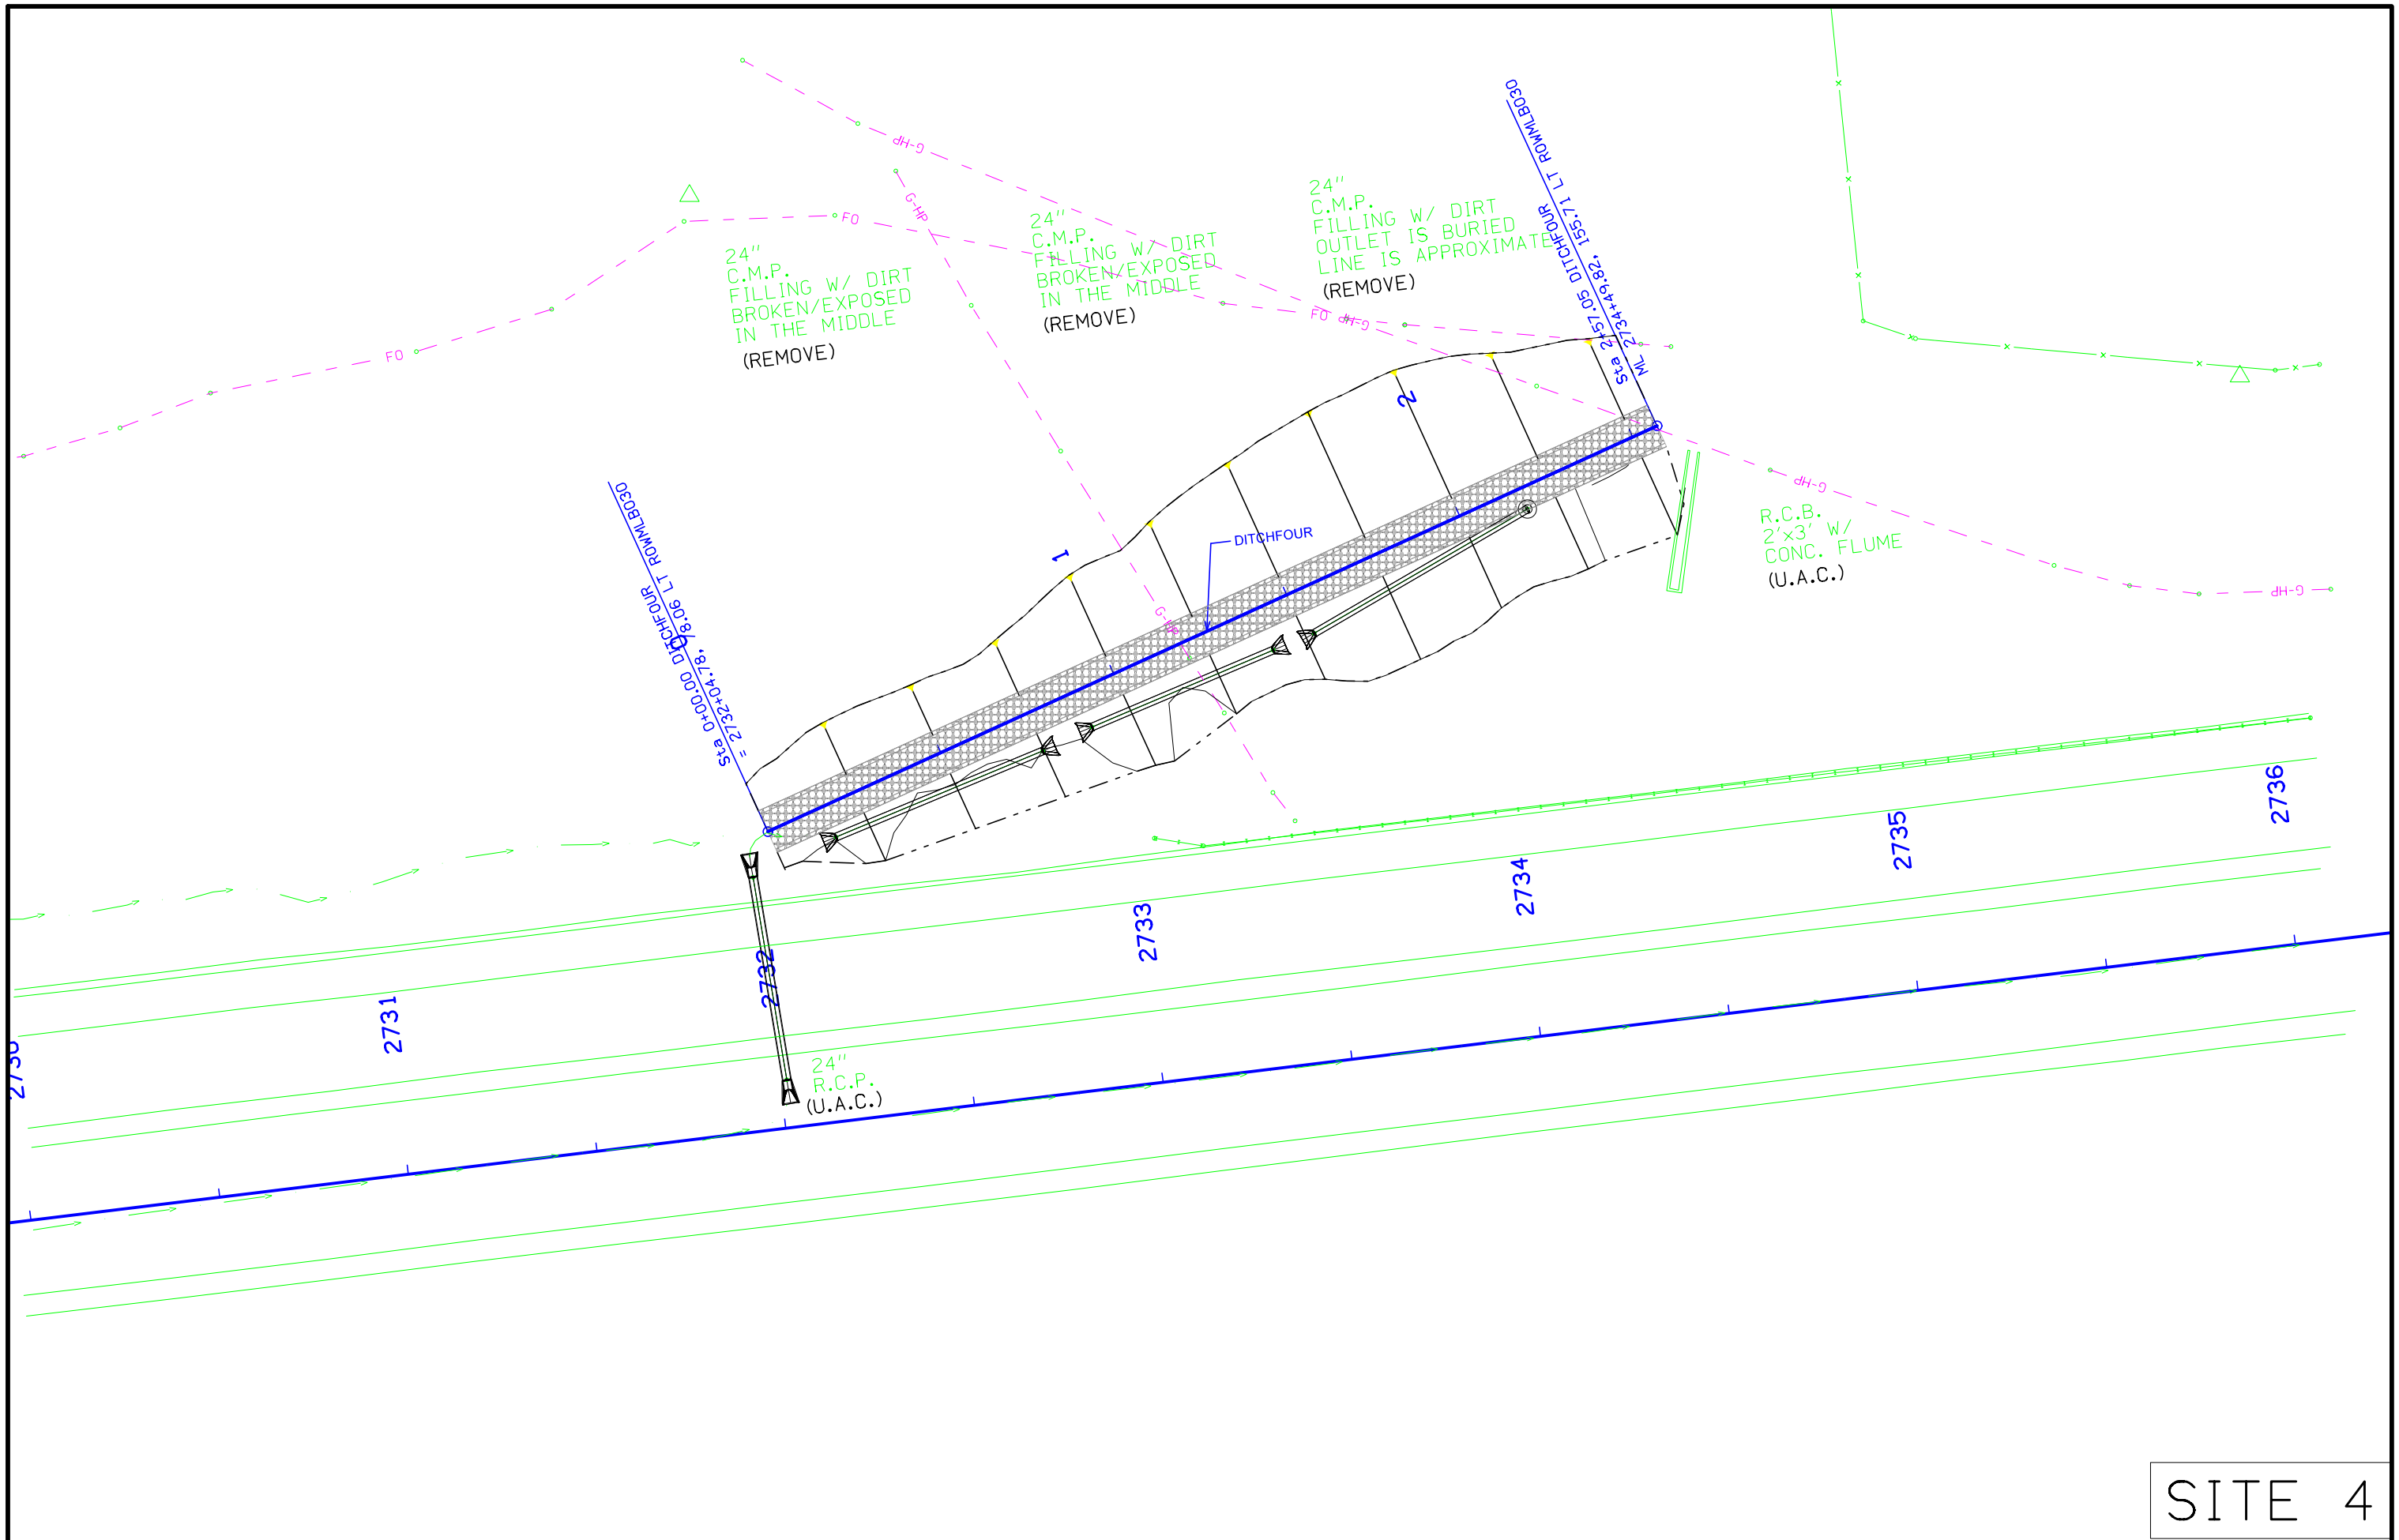 G-HP
G-HP
FO
FO
24"
C.M.P.
FILLING W/ DIRT
BROKEN/EXPOSED
IN THE MIDDLE
(REMOVE)
24"
C.M.P.
FILLING W/ DIRT
BROKEN/EXPOSED
IN THE MIDDLE
(REMOVE)
24"
C.M.P.
FILLING W/ DIRT
OUTLET IS BURIED
LINE IS APPROXIMATE
(REMOVE)
FO
G-HP
Sta 2+57.05 DITCHFOUR
ML 2734+49.82, 155.71 LT ROWMLB030
2
1
DITCHFOUR
G-HP
G-HP
R.C.B.
2'x3' W/
CONC. FLUME
(U.A.C.)
G-HP
Sta 0+00.00 DITCHFOUR
= 2732+04.78, 78.06 LT ROWMLB030
0
2730
2731
2732
2733
2734
2735
2736
24"
R.C.P.
(U.A.C.)
SITE 4